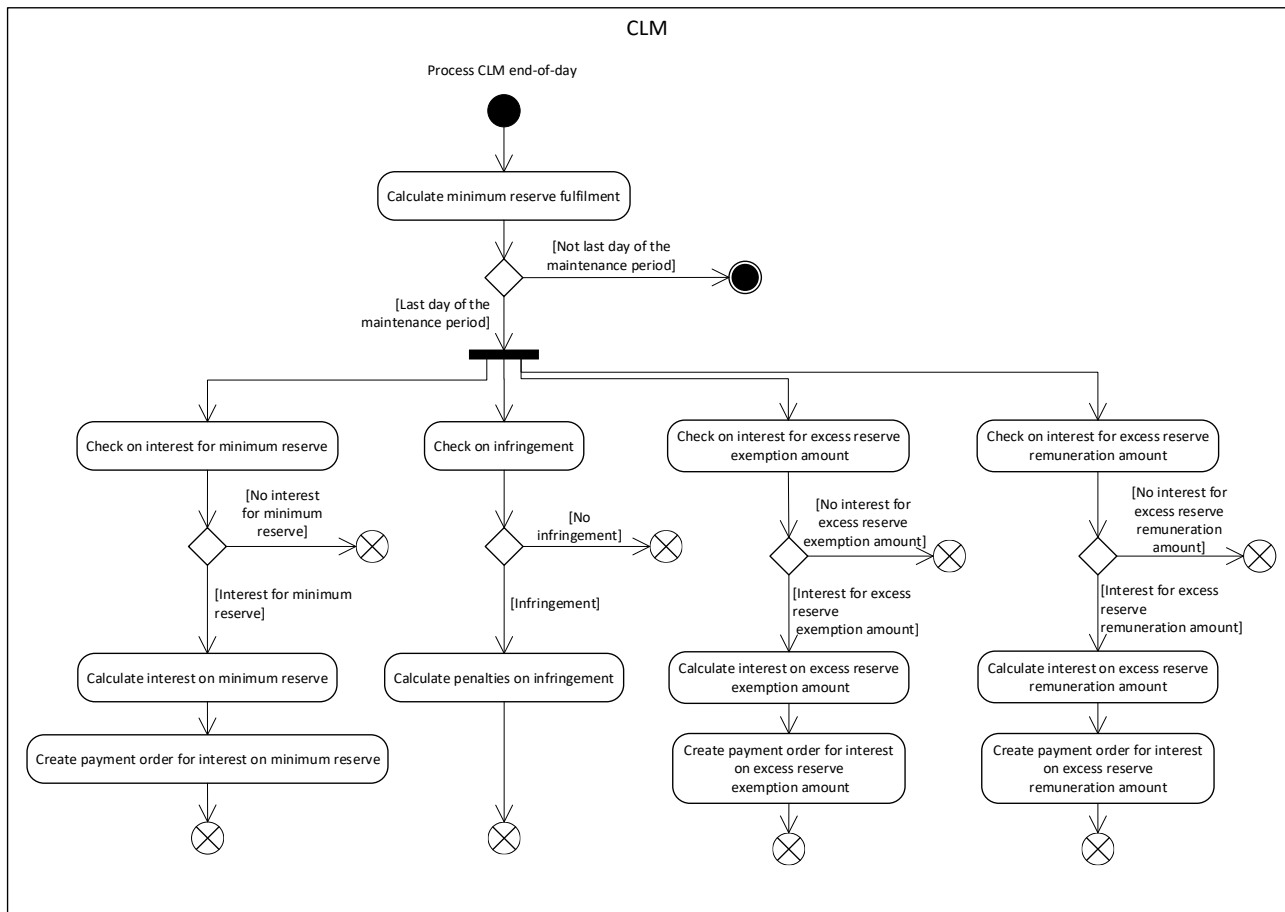 CLM
Process CLM end-of-day
Calculate minimum reserve fulfilment
[Not last day of the
maintenance period]
[Last day of the
maintenance period]
Check on interest for minimum reserve
Check on infringement
Check on interest for excess reserve
exemption amount
Check on interest for excess reserve
remuneration amount
[No interest
for minimum
reserve]
[No
infringement]
[No interest for
excess reserve
exemption amount]
[No interest for
excess reserve
remuneration
amount]
[Interest for minimum
reserve]
[Infringement]
[Interest for excess
reserve
exemption amount]
[Interest for excess
reserve
remuneration amount]
Calculate interest on minimum reserve
Calculate penalties on infringement
Calculate interest on excess reserve
exemption amount
Calculate interest on excess reserve
remuneration amount
Create payment order for interest on minimum reserve
Create payment order for interest
on excess reserve
exemption amount
Create payment order for interest
on excess reserve
remuneration amount